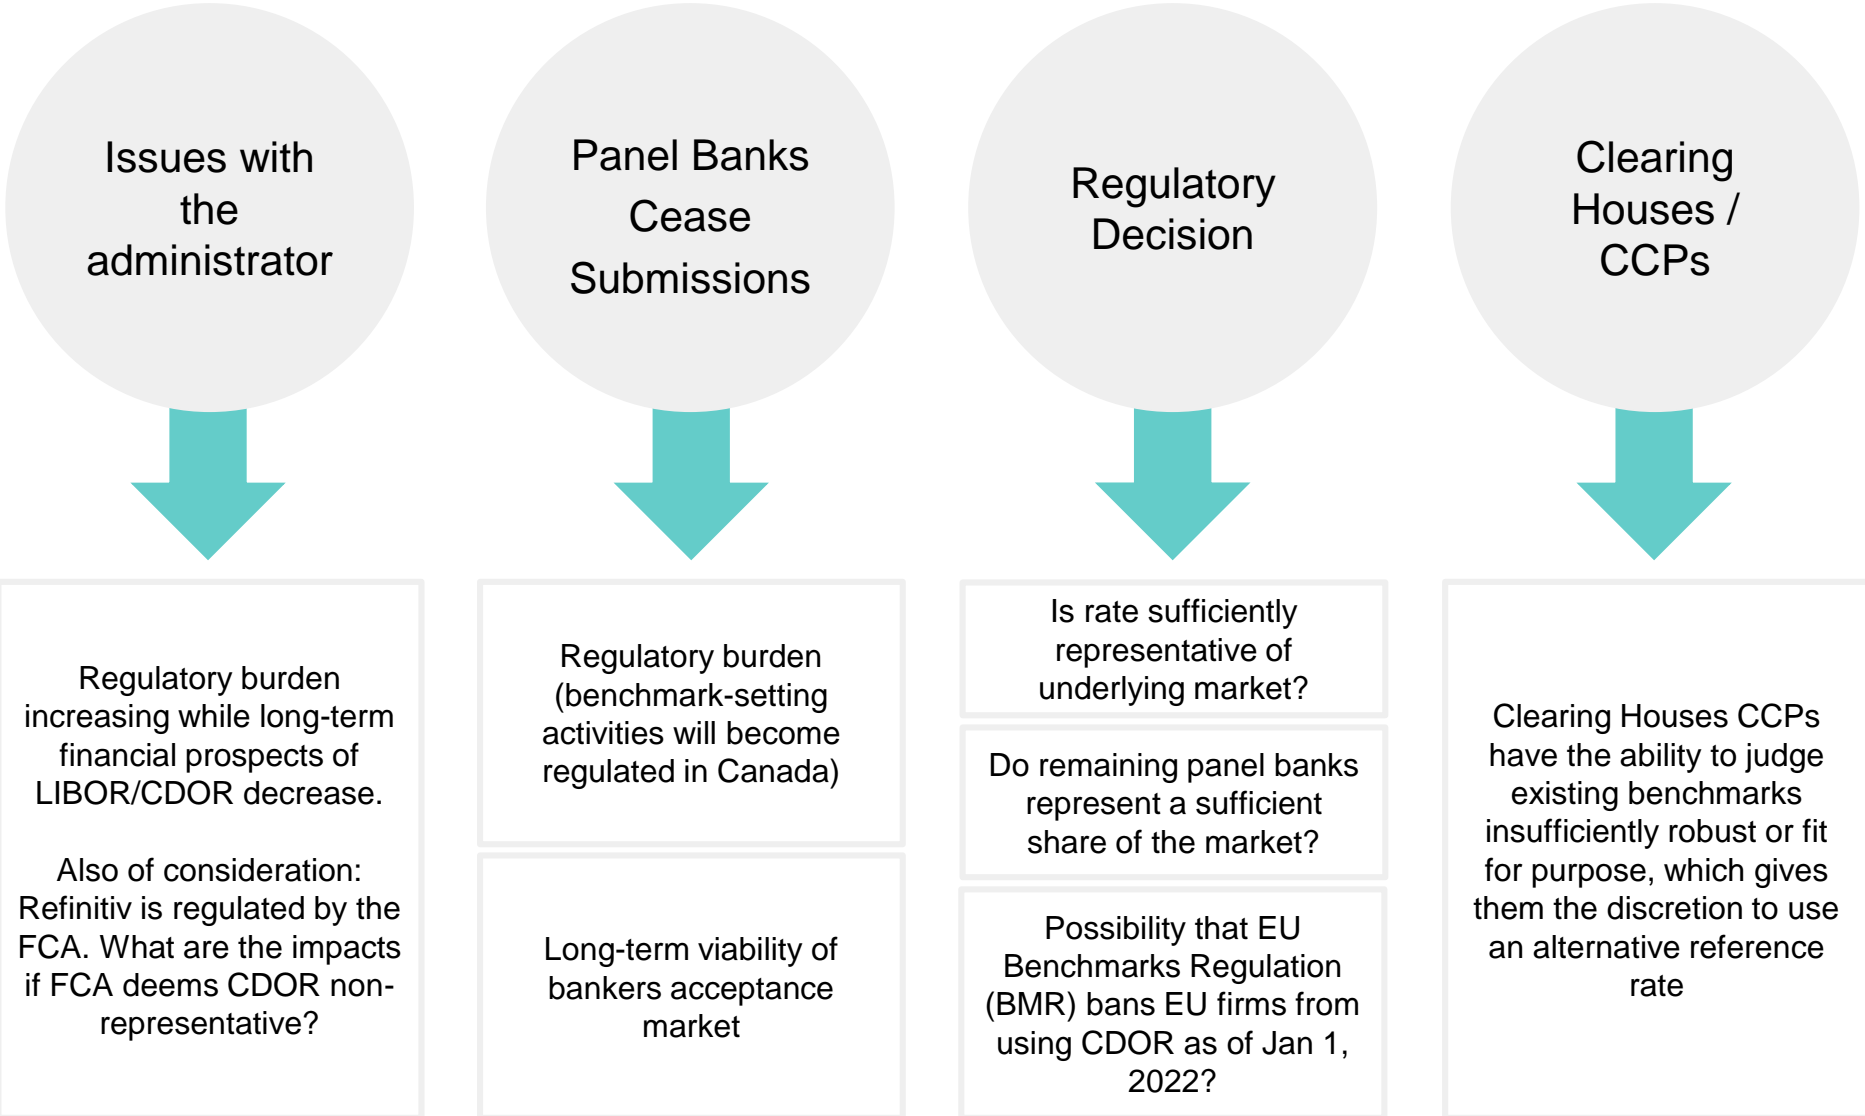 Issues with
the
administrator
Regulatory burden
increasing while long-term
financial prospects of
LIBOR/CDOR decrease.
Also of consideration:
Refinitiv is regulated by the
FCA. What are the impacts
if FCA deems CDOR non-
representative?
Panel Banks
Cease
Submissions
Regulatory burden
(benchmark-setting
activities will become
regulated in Canada)
Long-term viability of
bankers acceptance
market
Regulatory
Decision
Is rate sufficiently
representative of
underlying market?
Do remaining panel banks
represent a sufficient
share of the market?
Possibility that EU
Benchmarks Regulation
(BMR) bans EU firms from
using CDOR as of Jan 1,
2022?
Clearing
Houses /
CCPs
Clearing Houses CCPs
have the ability to judge
existing benchmarks
insufficiently robust or fit
for purpose, which gives
them the discretion to use
an alternative reference
rate